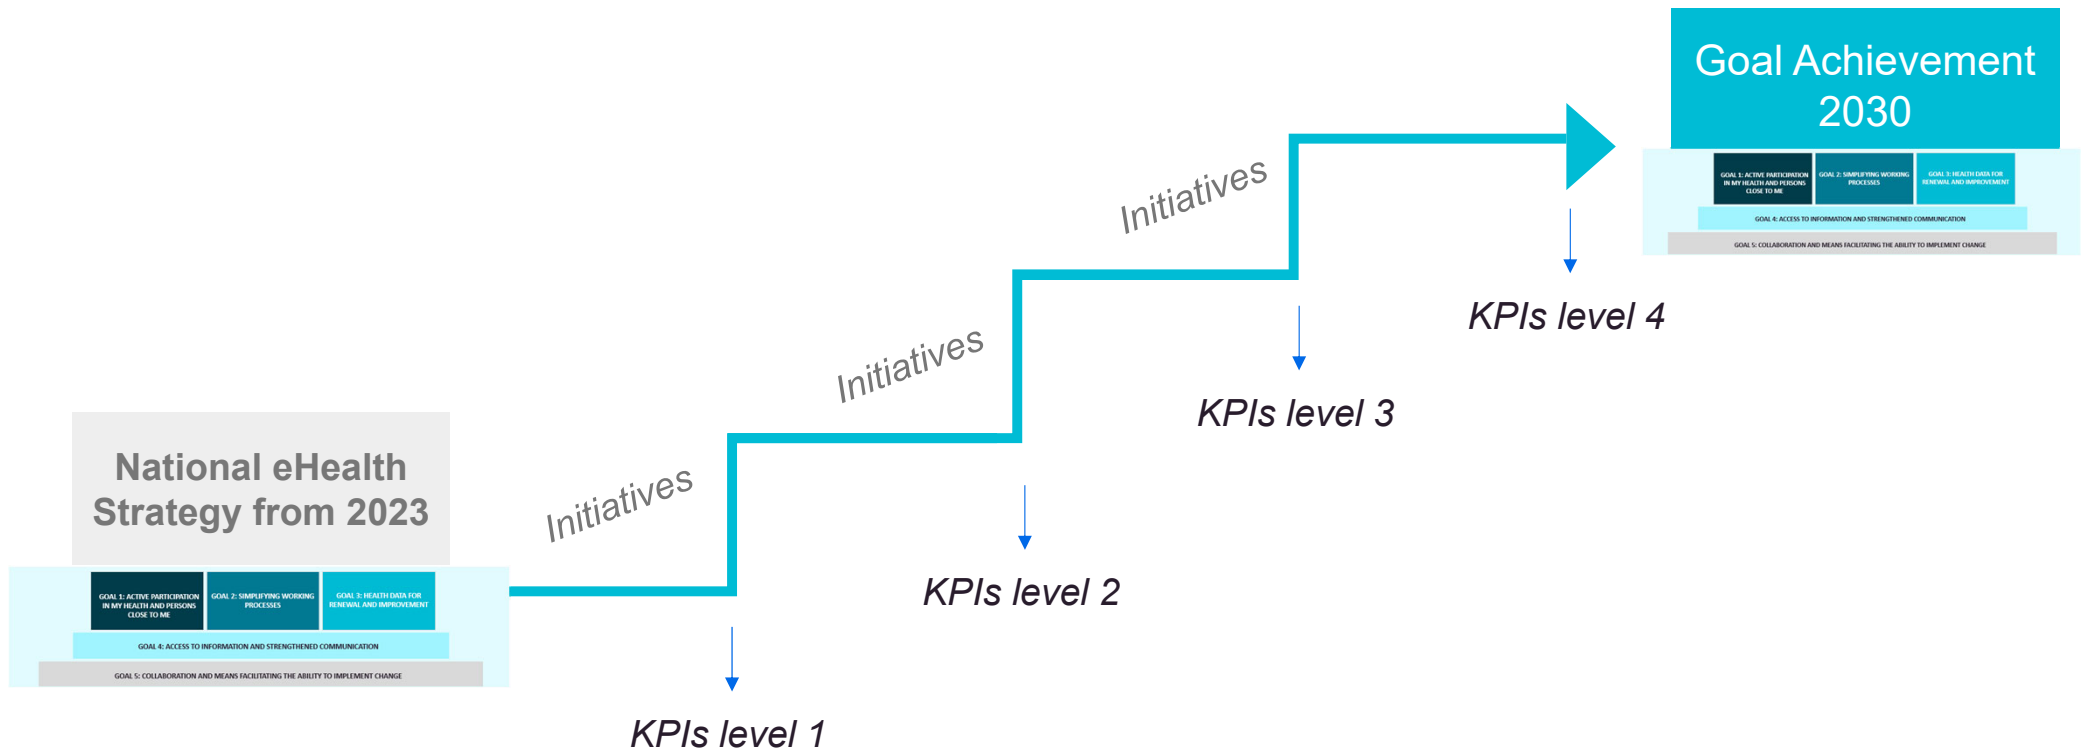 Goal Achievement
2030
GOAL 1: ACTIVE PARTICIPATION
IN MY HEALTH AND PERSONS
CLOSE TO ME
GOAL 2: SIMPLIFYING WORKING
PROCESSES
GOAL 3: HEALTH DATA FOR
RENEWAL AND IMPROVEMENT
GOAL 4: ACCESS TO INFORMATION AND STRENGTHENED COMMUNICATION
GOAL 5: COLLABORATION AND MEANS FACILITATING THE ABILITY TO IMPLEMENT CHANGE
Initiatives
KPIs level 4
Initiatives
KPIs level 3
National eHealth
Strategy from 2023
Initiatives
KPIs level 2
GOAL 1: ACTIVE PARTICIPATION
IN MY HEALTH AND PERSONS
CLOSE TO ME
GOAL 2: SIMPLIFYING WORKING
PROCESSES
GOAL 3: HEALTH DATA FOR
RENEWAL AND IMPROVEMENT
GOAL 4: ACCESS TO INFORMATION AND STRENGTHENED COMMUNICATION
GOAL 5: COLLABORATION AND MEANS FACILITATING THE ABILITY TO IMPLEMENT CHANGE
KPIs level 1